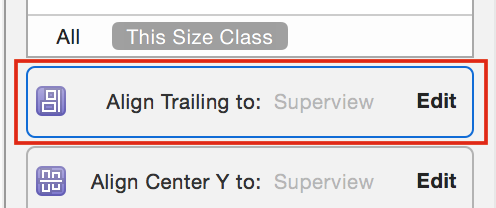 All This Size Class
Align Trailing to: Superview Edit
Align Center Y to: Superview Edit